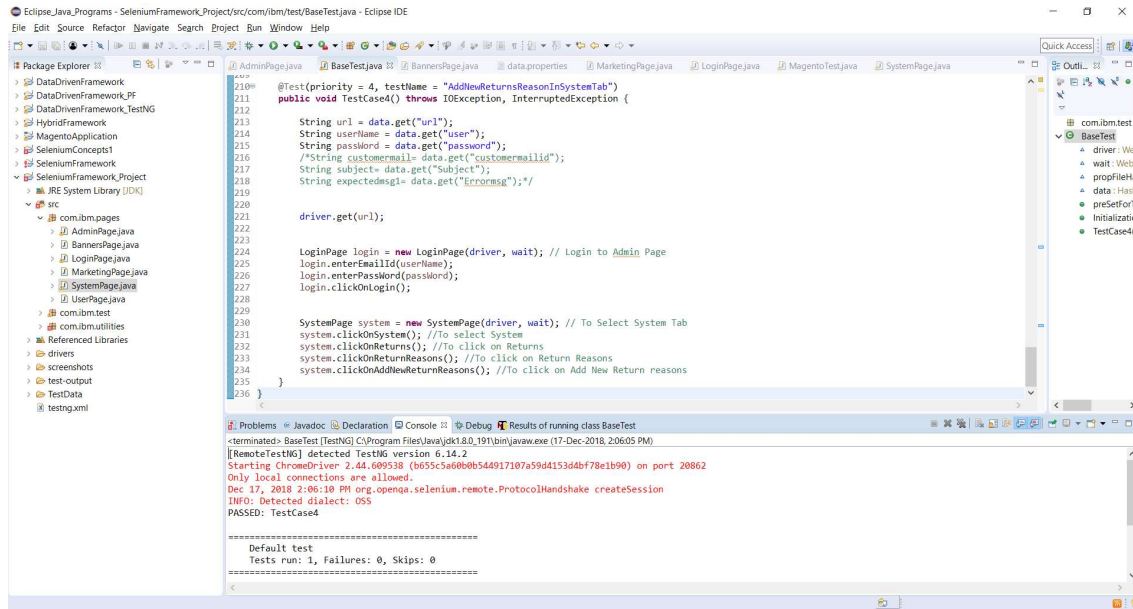 Eclipse_Java_Programs - SeleniumFramework_Project/src/com/ibm/test/BaseTest.java - Eclipse IDE
File Edit Source Refactor Navigate Search Project Run Window Help
Quick Access
Package Explorer
DataDrivenFramework
DataDrivenFramework_PF
DataDrivenFramework_TestNG
HybridFramework
MagentoApplication
SeleniumConcepts1
SeleniumFramework
SeleniumFramework_Project
JRE System Library [JDK]
src
com.ibm.pages
AdminPage.java
BannersPage.java
LoginPage.java
MarketingPage.java
SystemPage.java
UserPage.java
com.ibm.test
com.ibm.utilities
Referenced Libraries
drivers
screenshots
test-output
TestData
testng.xml
AdminPage.java BaseTest.java BannersPage.java data.properties MarketingPage.java LoginPage.java MagentoTest.java SystemPage.java
210 @Test(priority = 4, testName = "AddNewReturnsReasonInSystemTab")
211 public void TestCase4() throws IOException, InterruptedException {
212
213 String url = data.get("url");
214 String userName = data.get("user");
215 String passWord = data.get("password");
216 /*String customermail= data.get("customermailid");
217 String subject= data.get("Subject");
218 String expectedmsg1= data.get("Errormsg");*/
219
220
221 driver.get(url);
222
223
224 LoginPage login = new LoginPage(driver, wait); // Login to Admin Page
225 login.enterEmailId(userName);
226 login.enterPassWord(passWord);
227 login.clickOnLogin();
228
229
230 SystemPage system = new SystemPage(driver, wait); // To Select System Tab
231 system.clickOnSystem(); //To select System
232 system.clickOnReturns(); //To click on Returns
233 system.clickOnReturnReasons(); //To click on Return Reasons
234 system.clickOnAddNewReturnReasons(); //To click on Add New Return reasons
235 }
236 }
Outli...
com.ibm.test
BaseTest
driver : We
wait : Web
propFileHa
data : Has
preSetForT
Initializatio
TestCase4(
Problems Javadoc Declaration Console Debug Results of running class BaseTest
<terminated> BaseTest [TestNG] C:\Program Files\Java\jdk1.8.0_191\bin\javaw.exe (17-Dec-2018, 2:06:05 PM)
[RemoteTestNG] detected TestNG version 6.14.2
Starting ChromeDriver 2.44.609538 (b655c5a60b0b544917107a59d4153d4bf78e1b90) on port 20862
Only local connections are allowed.
Dec 17, 2018 2:06:10 PM org.openqa.selenium.remote.ProtocolHandshake createSession
INFO: Detected dialect: OSS
PASSED: TestCase4
===============================================
Default test
Tests run: 1, Failures: 0, Skips: 0
===============================================